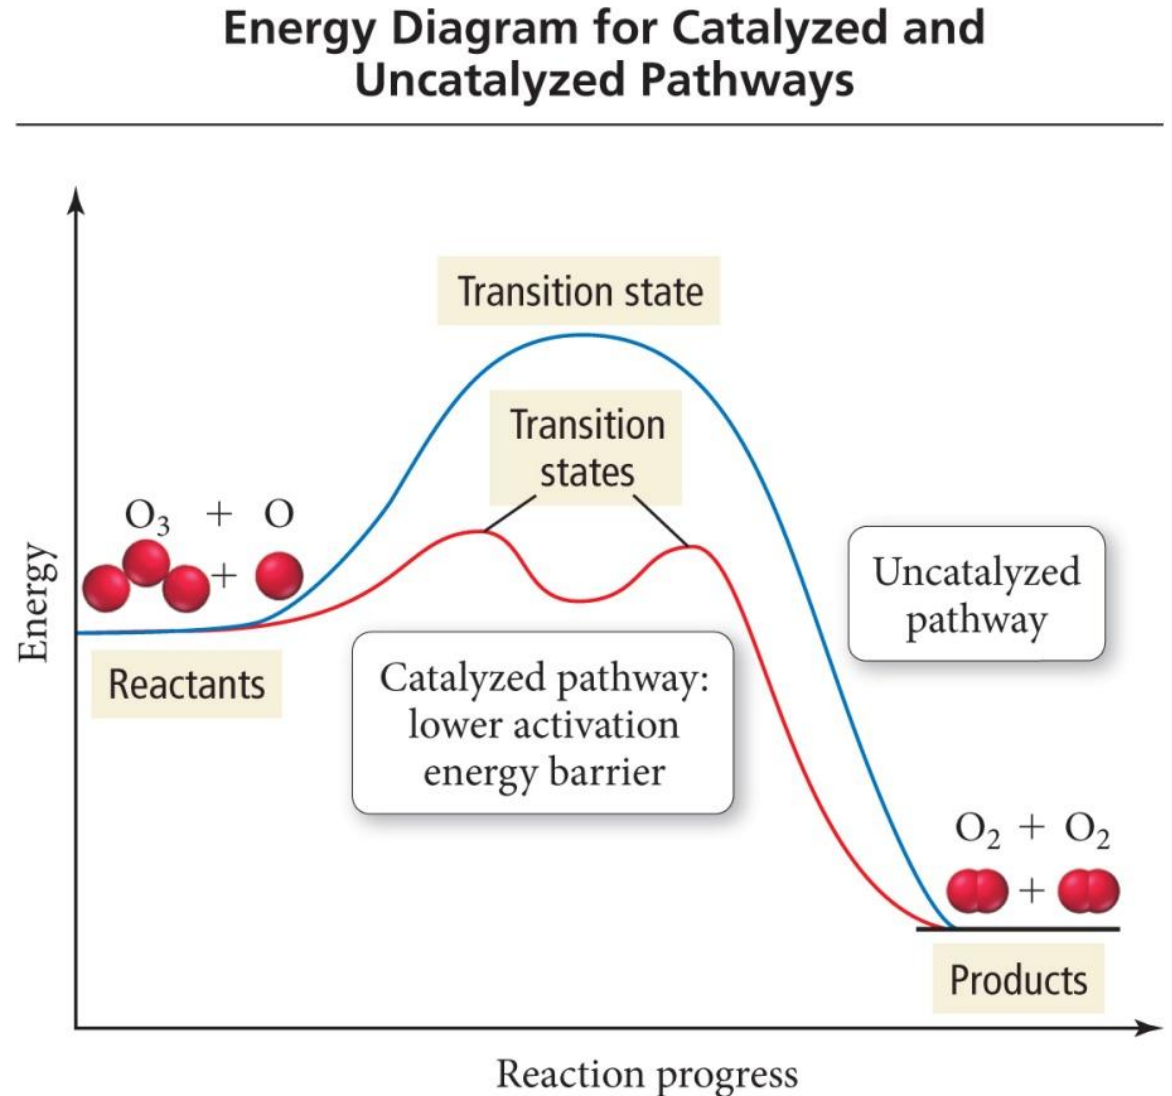 Energy Diagram for Catalyzed and
Uncatalyzed Pathways
Transition state
Transition
states
O₃ + O
+
Reactants
Energy
Catalyzed pathway:
lower activation
energy barrier
Uncatalyzed
pathway
O₂ + O₂
+
Products
Reaction progress